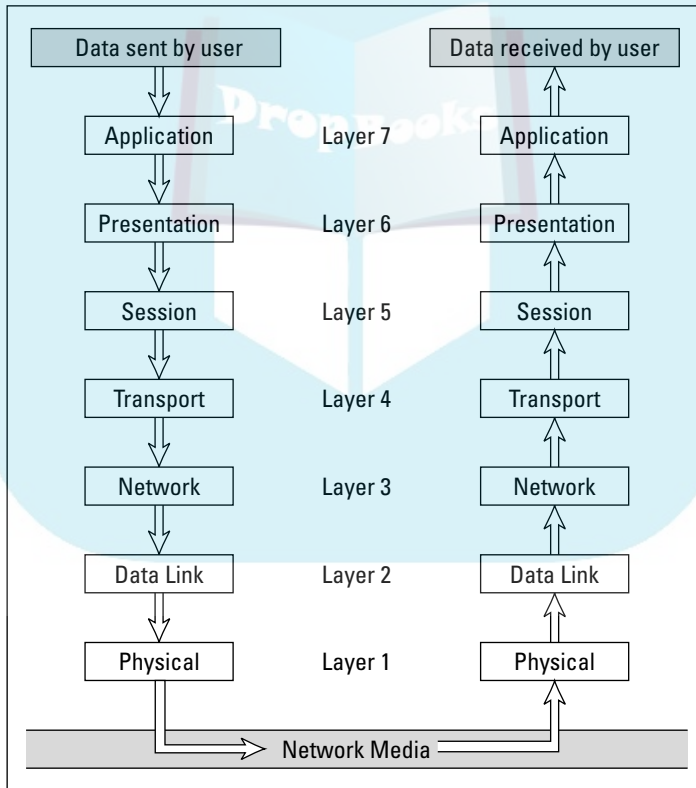 Data sent by user Data received by user
DropBooks
Application Layer 7 Application
Presentation Layer 6 Presentation
Session Layer 5 Session
Transport Layer 4 Transport
Network Layer 3 Network
Data Link Layer 2 Data Link
Physical Layer 1 Physical
Network Media